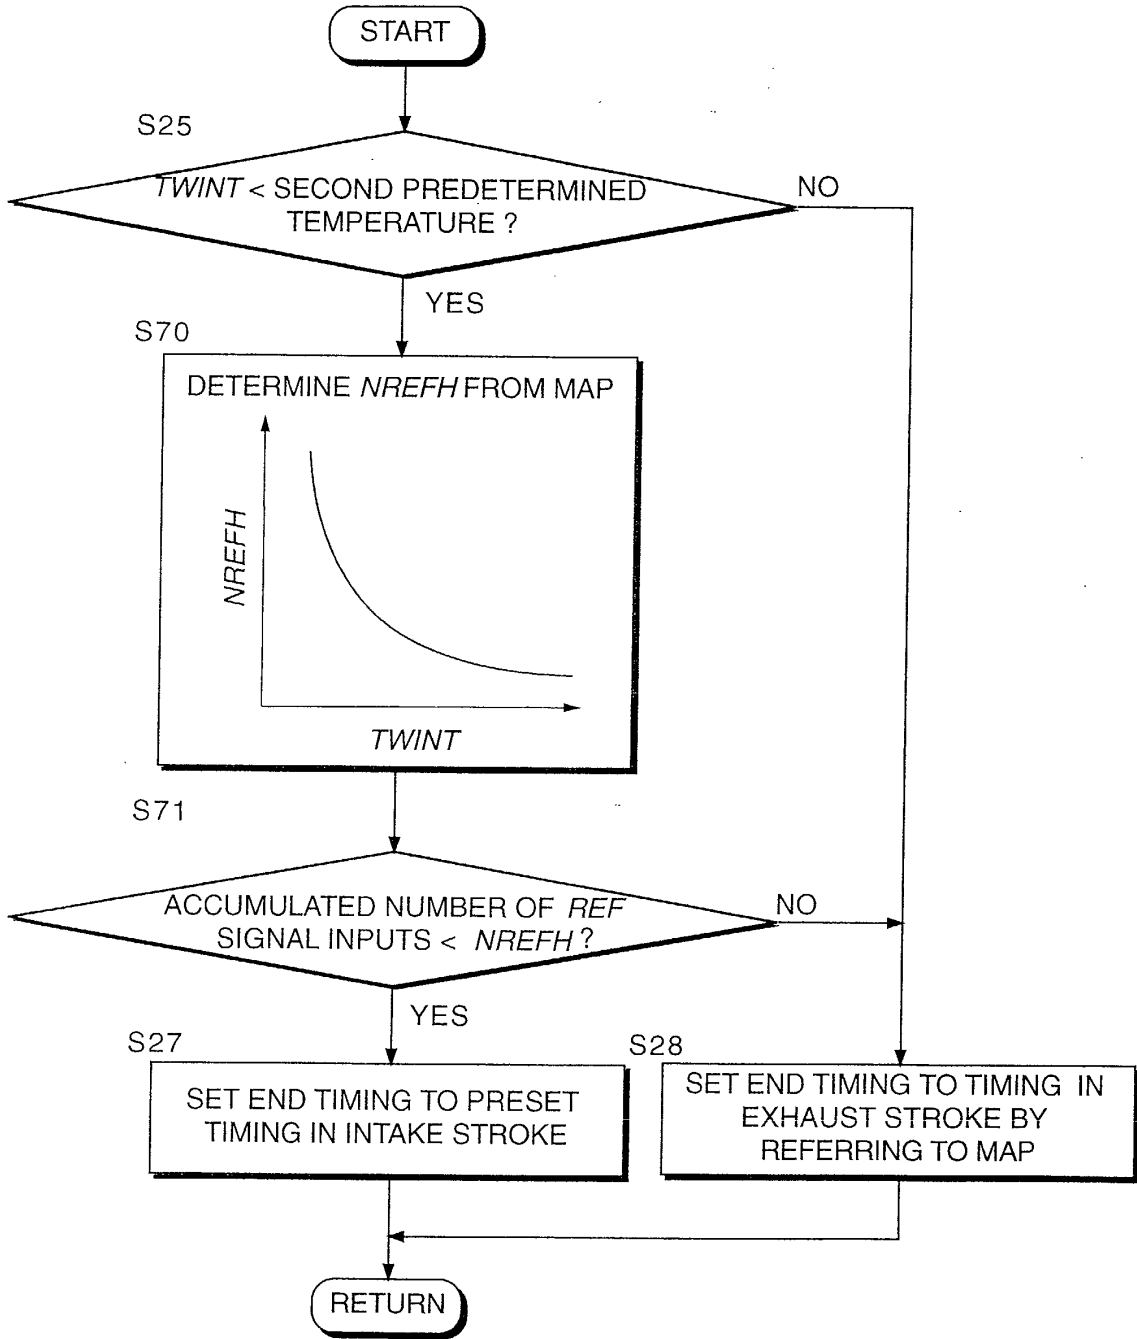 START
S25
TWINT < SECOND PREDETERMINED
TEMPERATURE ?
NO
YES
S70
DETERMINE NREFH FROM MAP
NREFH
TWINT
S71
ACCUMULATED NUMBER OF REF
SIGNAL INPUTS < NREFH ?
NO
YES
S27
SET END TIMING TO PRESET
TIMING IN INTAKE STROKE
S28
SET END TIMING TO TIMING IN
EXHAUST STROKE BY
REFERRING TO MAP
RETURN